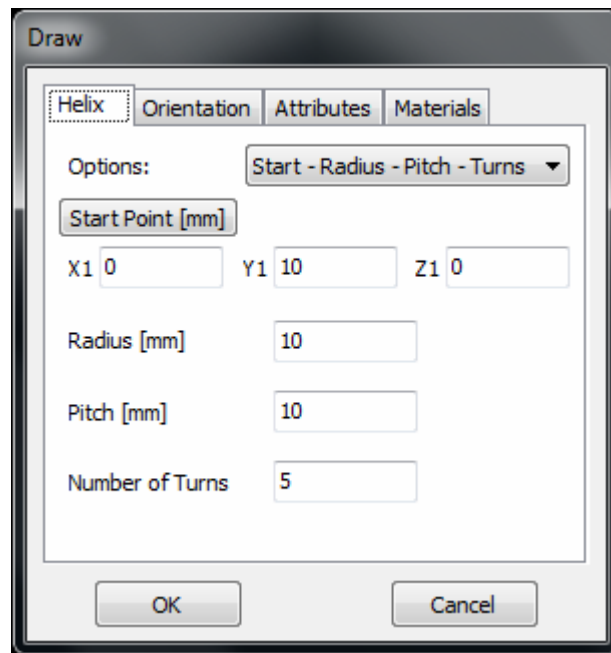 Draw
Helix Orientation Attributes Materials
Options: Start - Radius - Pitch - Turns
Start Point [mm]
X1 0 Y1 10 Z1 0
Radius [mm] 10
Pitch [mm] 10
Number of Turns 5
OK Cancel